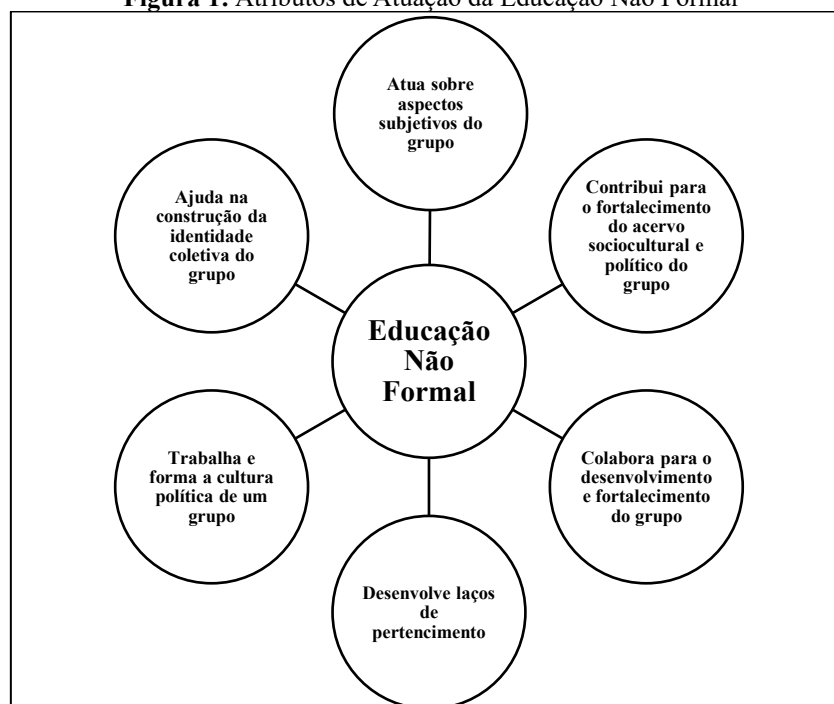 Figura 1: Atributos de Atuação da Educação Não Formal
Atua sobre
aspectos
subjetivos do
grupo
Contribui para
o fortalecimento
do acervo
sociocultural e
político do
grupo
Colabora para o
desenvolvimento
e fortalecimento
do grupo
Desenvolve laços
de
pertencimento
Trabalha e
forma a cultura
política de um
grupo
Ajuda na
construção da
identidade
coletiva do
grupo
Educação
Não
Formal